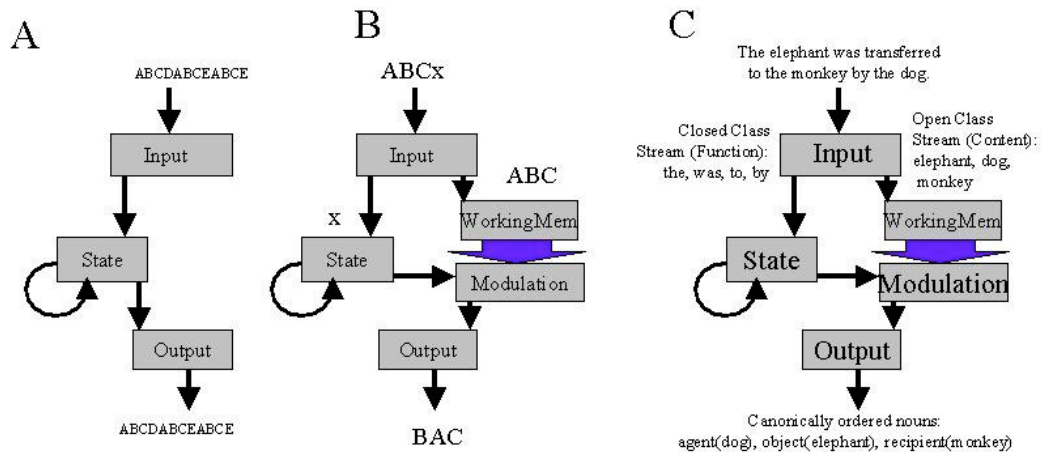 A
ABCDABCEABCE
Input
State
Output
ABCDABCEABCE
B
ABCx
Input
ABC
x
WorkingMem
State
Modulation
Output
BAC
C
The elephant was transferred
to the monkey by the dog.
Closed Class
Stream (Function):
the, was, to, by
Input
Open Class
Stream (Content):
elephant, dog,
monkey
WorkingMem
State
Modulation
Output
Canonically ordered nouns:
agent(dog), object(elephant), recipient(monkey)